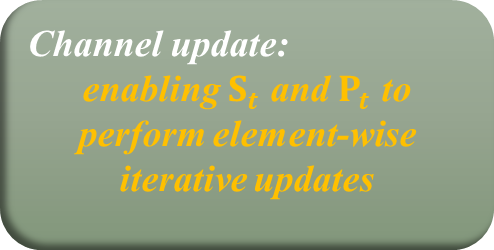 Channel update:
enabling S_t and P_t to
perform element-wise
iterative updates